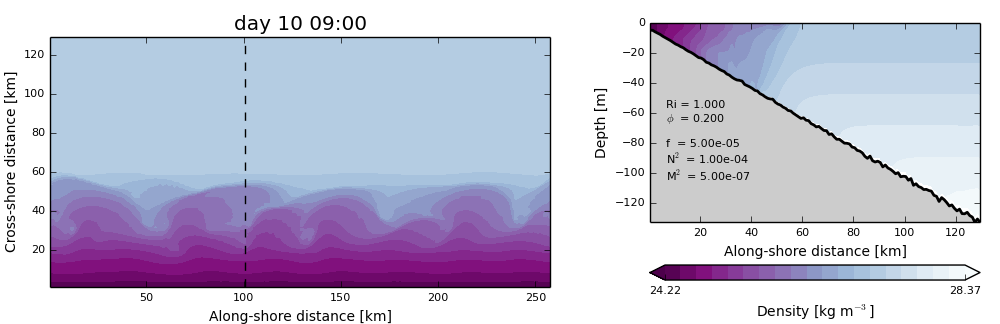 day 10 09:00
Cross-shore distance [km]
120
100
80
60
40
20
50
100
150
200
250
Along-shore distance [km]
Depth [m]
0
−20
−40
−60
−80
−100
−120
Ri = 1.000
ϕ = 0.200
f = 5.00e-05
N² = 1.00e-04
M² = 5.00e-07
20
40
60
80
100
120
Along-shore distance [km]
24.22
28.37
Density [kg m⁻³]